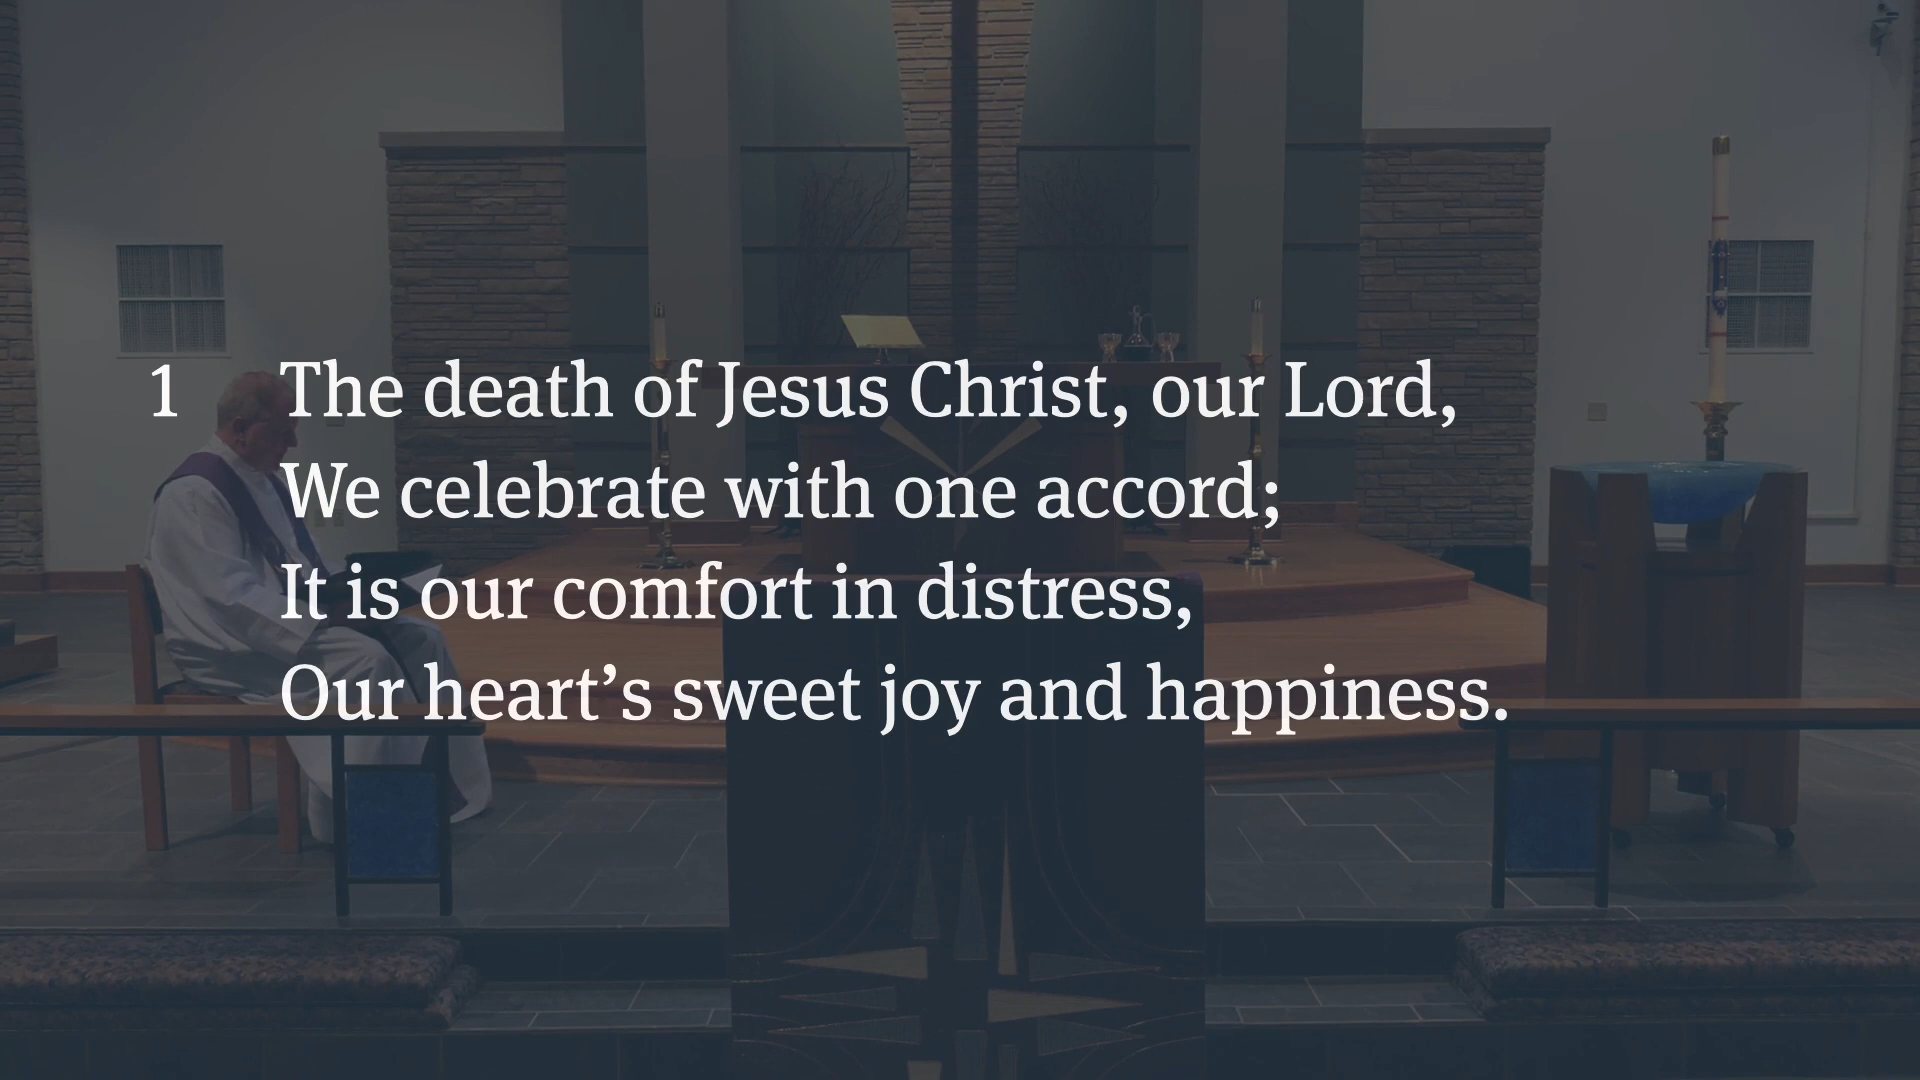 1 The death of Jesus Christ, our Lord,
We celebrate with one accord;
It is our comfort in distress,
Our heart’s sweet joy and happiness.